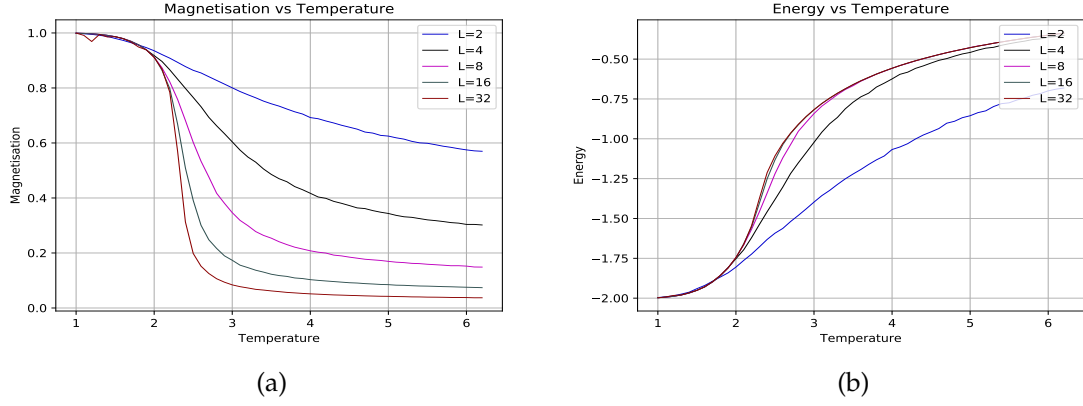 Magnetisation vs Temperature
1.0
0.8
0.6
0.4
0.2
0.0
Magnetisation
L=2
L=4
L=8
L=16
L=32
1 2 3 4 5 6
Temperature
(a)
Energy vs Temperature
−0.50
−0.75
−1.00
−1.25
−1.50
−1.75
−2.00
Energy
L=2
L=4
L=8
L=16
L=32
1 2 3 4 5 6
Temperature
(b)